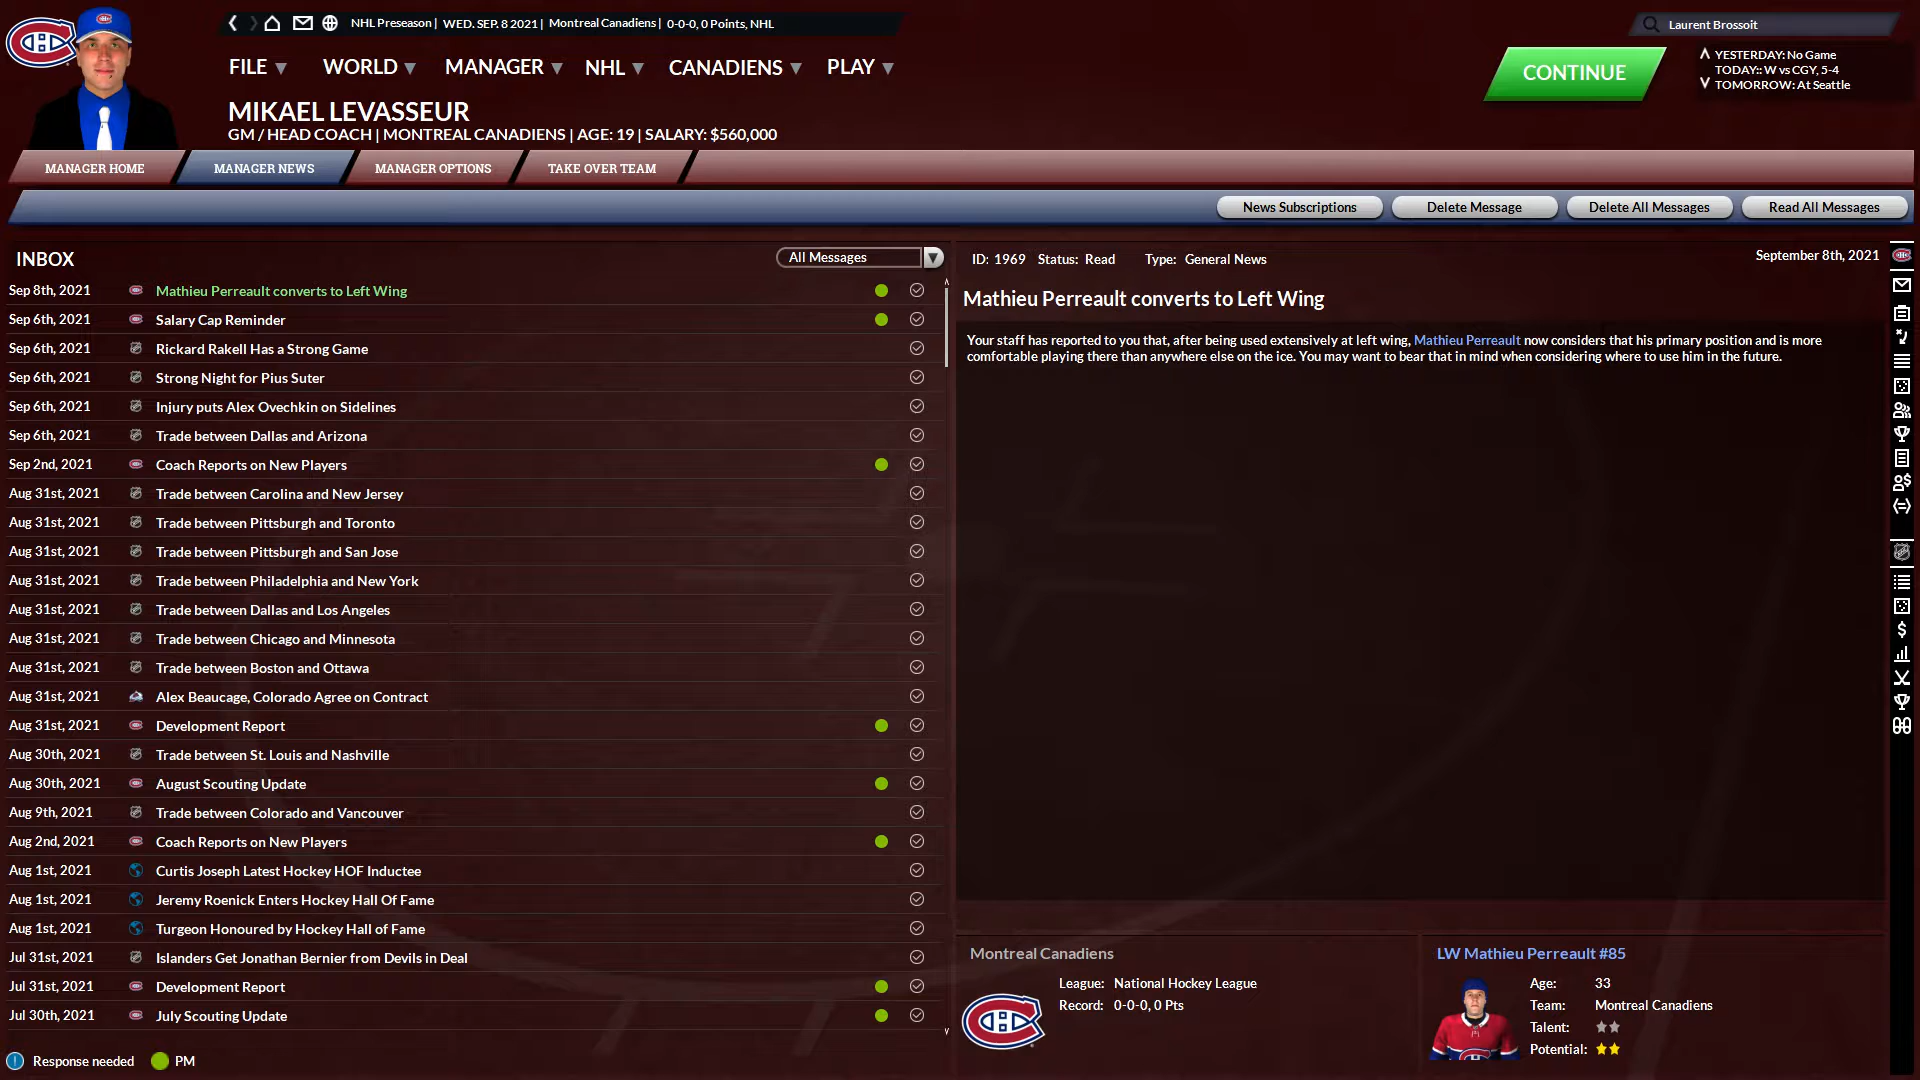 NHL Preseason | WED. SEP. 8 2021 | Montreal Canadiens | 0-0-0, 0 Points, NHL
Laurent Brossoit
FILE WORLD MANAGER NHL CANADIENS PLAY
CONTINUE
YESTERDAY: No Game
TODAY:: W vs CGY, 5-4
TOMORROW: At Seattle
MIKAEL LEVASSEUR
GM / HEAD COACH | MONTREAL CANADIENS | AGE: 19 | SALARY: $560,000
MANAGER HOME MANAGER NEWS MANAGER OPTIONS TAKE OVER TEAM
News Subscriptions Delete Message Delete All Messages Read All Messages
INBOX All Messages
Sep 8th, 2021 Mathieu Perreault converts to Left Wing
Sep 6th, 2021 Salary Cap Reminder
Sep 6th, 2021 Rickard Rakell Has a Strong Game
Sep 6th, 2021 Strong Night for Pius Suter
Sep 6th, 2021 Injury puts Alex Ovechkin on Sidelines
Sep 6th, 2021 Trade between Dallas and Arizona
Sep 2nd, 2021 Coach Reports on New Players
Aug 31st, 2021 Trade between Carolina and New Jersey
Aug 31st, 2021 Trade between Pittsburgh and Toronto
Aug 31st, 2021 Trade between Pittsburgh and San Jose
Aug 31st, 2021 Trade between Philadelphia and New York
Aug 31st, 2021 Trade between Dallas and Los Angeles
Aug 31st, 2021 Trade between Chicago and Minnesota
Aug 31st, 2021 Trade between Boston and Ottawa
Aug 31st, 2021 Alex Beaucage, Colorado Agree on Contract
Aug 31st, 2021 Development Report
Aug 30th, 2021 Trade between St. Louis and Nashville
Aug 30th, 2021 August Scouting Update
Aug 9th, 2021 Trade between Colorado and Vancouver
Aug 2nd, 2021 Coach Reports on New Players
Aug 1st, 2021 Curtis Joseph Latest Hockey HOF Inductee
Aug 1st, 2021 Jeremy Roenick Enters Hockey Hall Of Fame
Aug 1st, 2021 Turgeon Honoured by Hockey Hall of Fame
Jul 31st, 2021 Islanders Get Jonathan Bernier from Devils in Deal
Jul 31st, 2021 Development Report
Jul 30th, 2021 July Scouting Update
Response needed PM
ID: 1969 Status: Read Type: General News September 8th, 2021
Mathieu Perreault converts to Left Wing
Your staff has reported to you that, after being used extensively at left wing, Mathieu Perreault now considers that his primary position and is more
comfortable playing there than anywhere else on the ice. You may want to bear that in mind when considering where to use him in the future.
Montreal Canadiens
League: National Hockey League
Record: 0-0-0, 0 Pts
LW Mathieu Perreault #85
Age: 33
Team: Montreal Canadiens
Talent:
Potential: